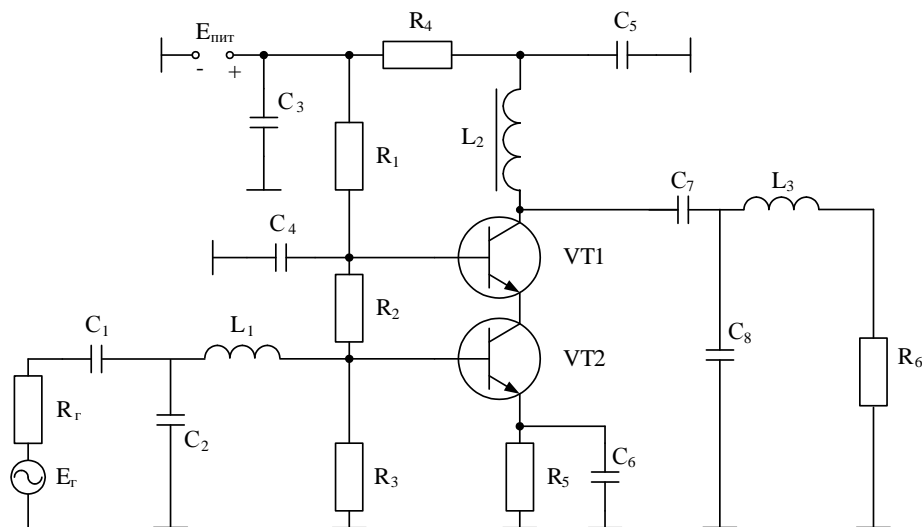 R₄
C₅
Eпит
-
+
C₃
R₁
L₂
C₇
L₃
C₄
VT1
R₂
C₁
L₁
VT2
C₈
R₆
Rг
C₂
Eг
R₃
R₅
C₆